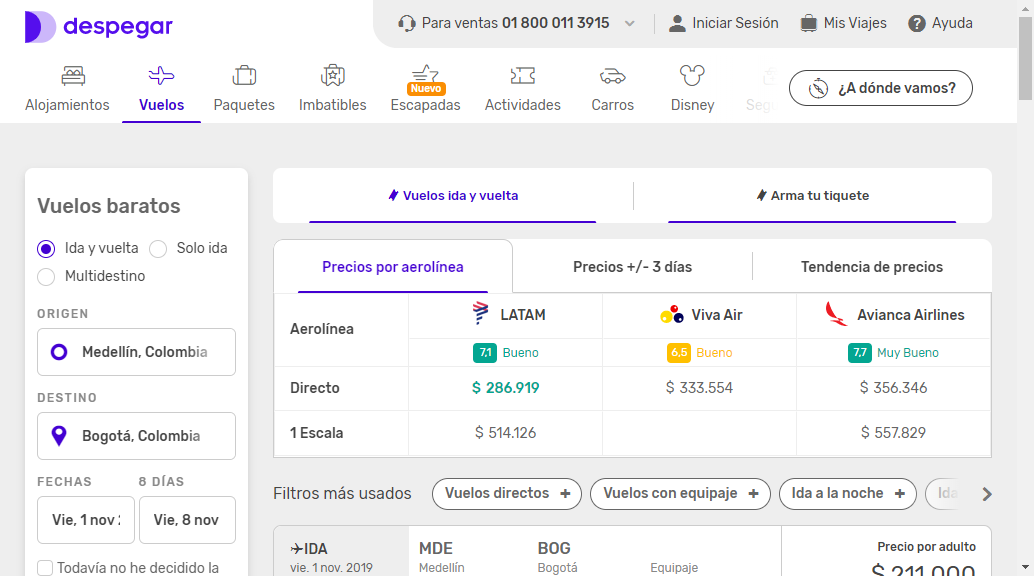 despegar
Para ventas 01 800 011 3915
Iniciar Sesión
Mis Viajes
Ayuda
Alojamientos
Vuelos
Paquetes
Imbatibles
Nuevo
Escapadas
Actividades
Carros
Disney
Seg
¿A dónde vamos?
Vuelos baratos
Ida y vuelta
Solo ida
Multidestino
ORIGEN
Medellín, Colombia
DESTINO
Bogotá, Colombia
FECHAS
8 DÍAS
Vie, 1 nov
Vie, 8 nov
Todavía no he decidido la
Vuelos ida y vuelta
Arma tu tiquete
Precios por aerolínea
Precios +/- 3 días
Tendencia de precios
Aerolínea
LATAM
Viva Air
Avianca Airlines
7,1 Bueno
6,5 Bueno
7,7 Muy Bueno
Directo
$ 286.919
$ 333.554
$ 356.346
1 Escala
$ 514.126
$ 557.829
Filtros más usados
Vuelos directos +
Vuelos con equipaje +
Ida a la noche +
Ida
IDA
MDE
BOG
Precio por adulto
vie. 1 nov. 2019
Medellín
Bogotá
Equipaje
$ 211.000